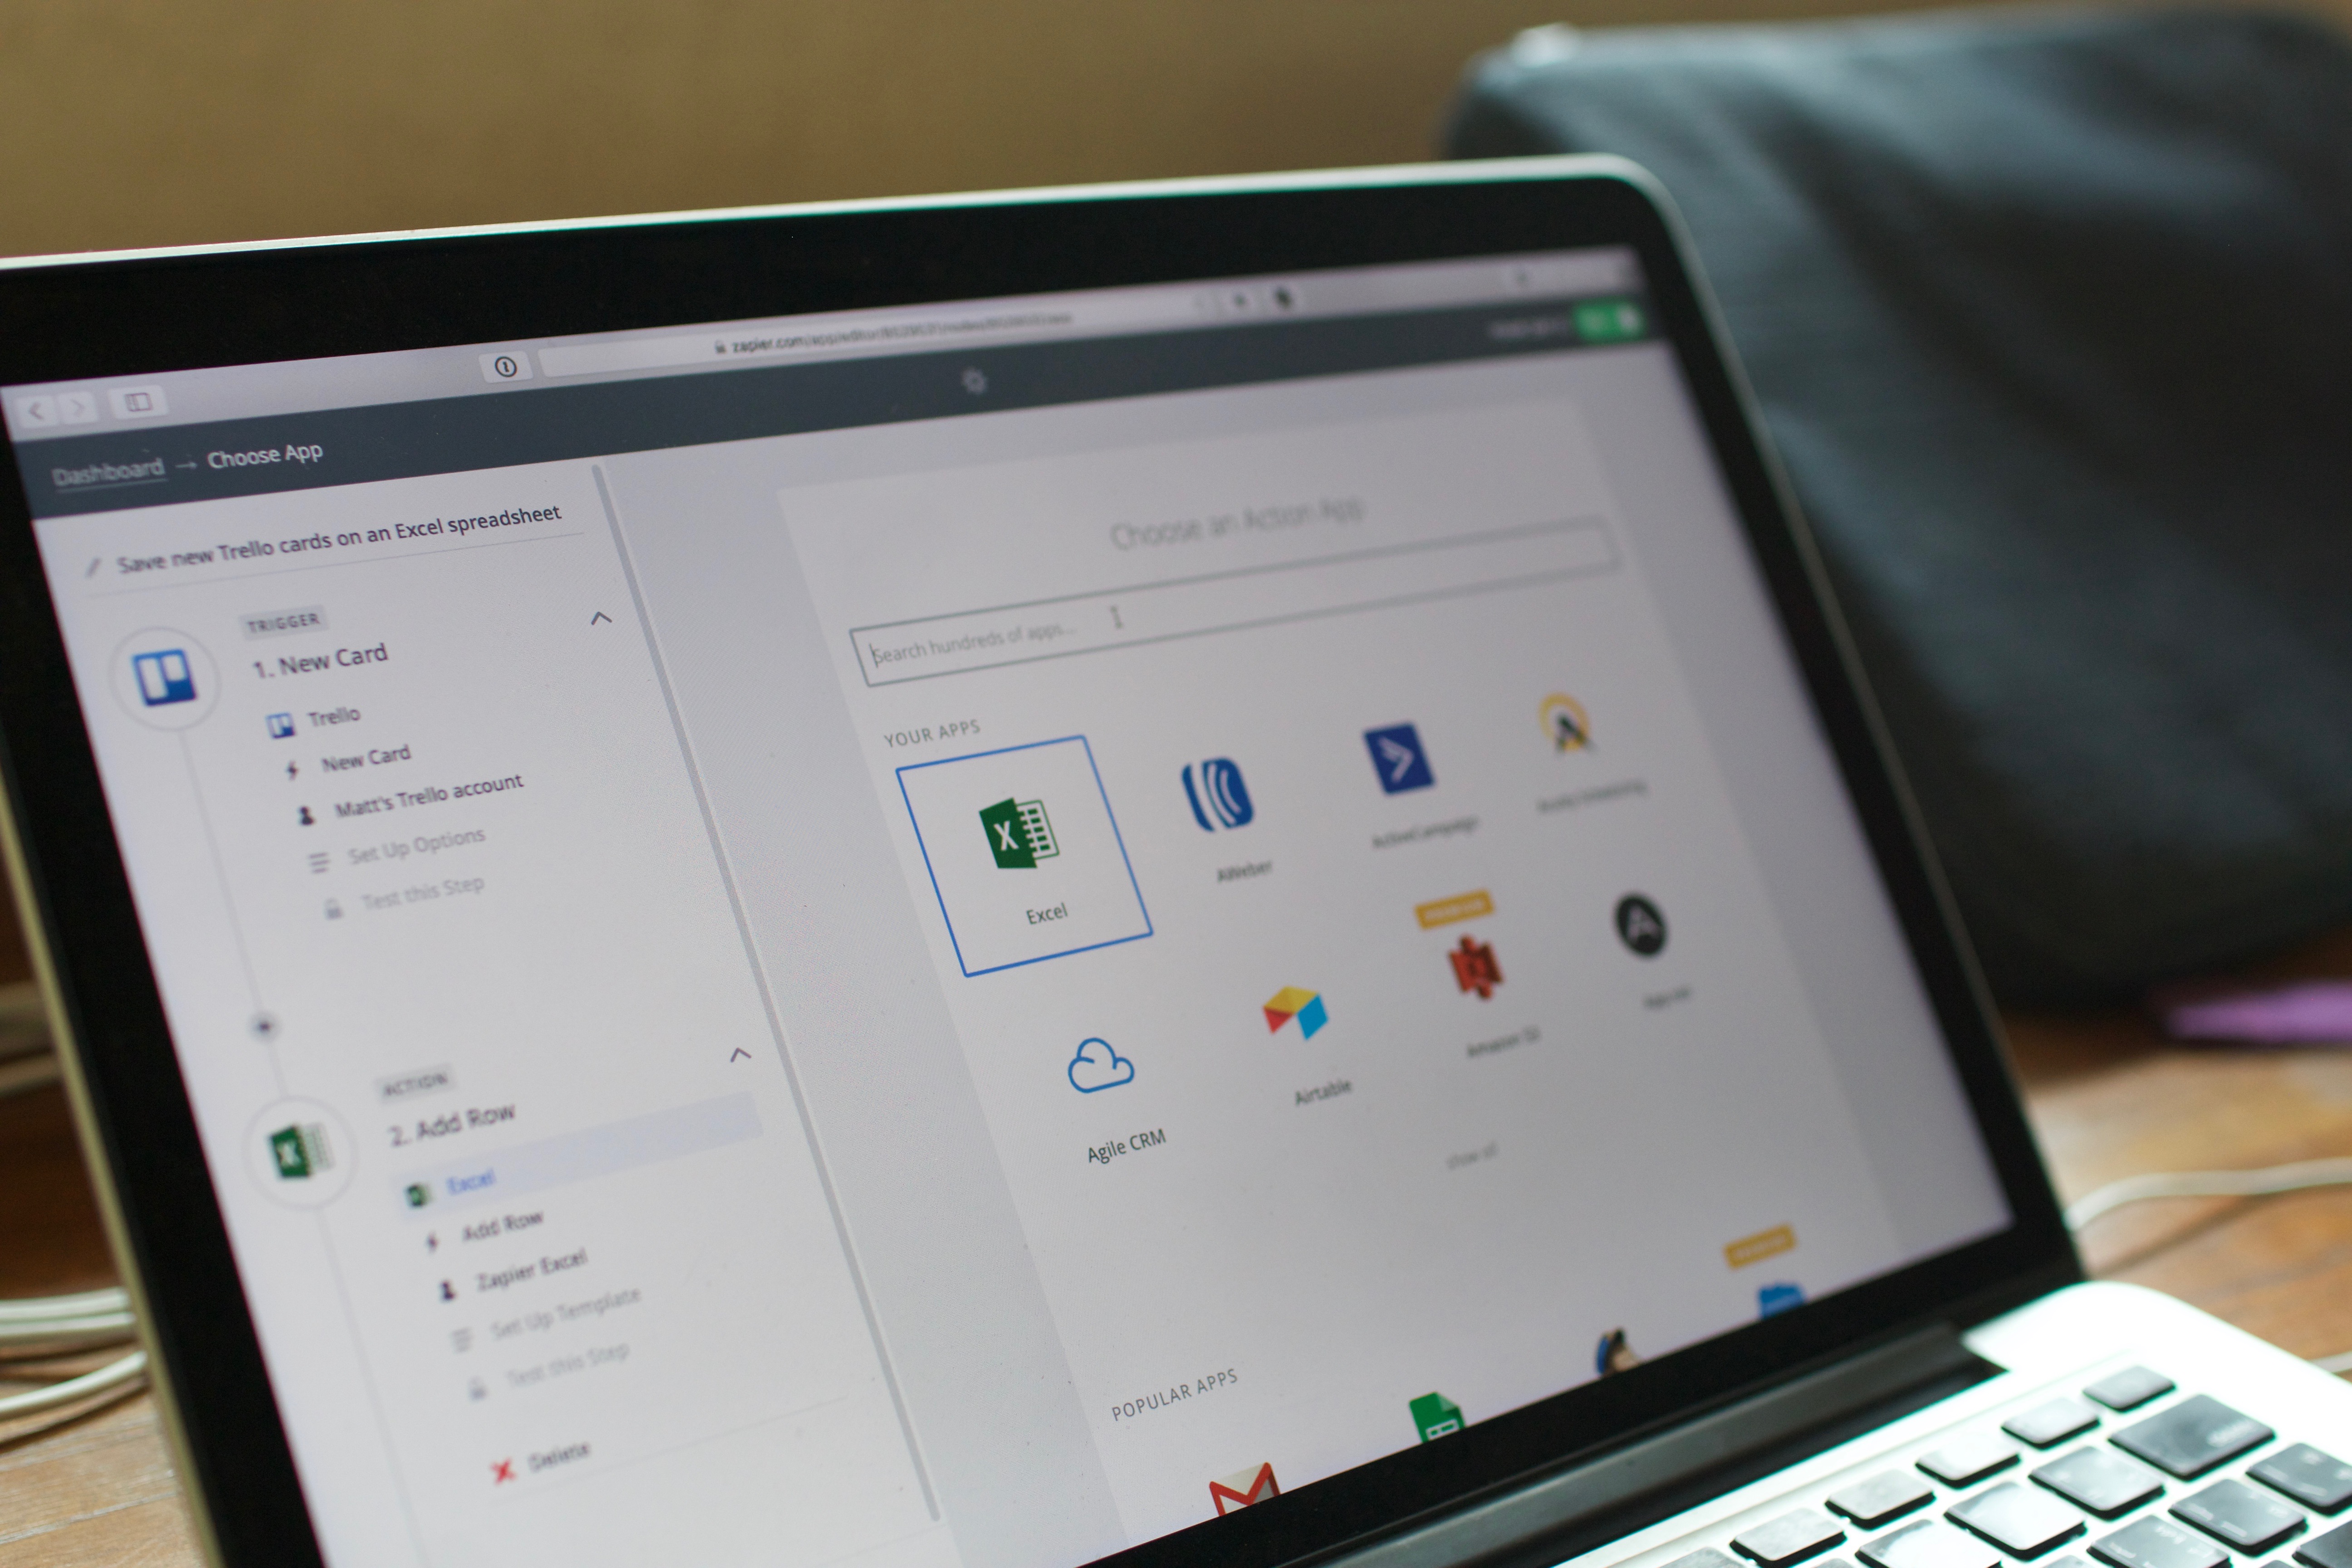 zapier.com/app/editor/
Dashboard → Choose App
Save new Trello cards on an Excel spreadsheet
TRIGGER
1. New Card
Trello
New Card
Matt's Trello account
Set Up Options
Test this Step
ACTION
2. Add Row
Excel
Add Row
Zapier Excel
Set Up Template
Test this Step
Delete
Choose an Action App
Search hundreds of apps...
YOUR APPS
Excel
AWeber
ActiveCampaign
Agile CRM
Airtable
Amazon S3
show all
POPULAR APPS